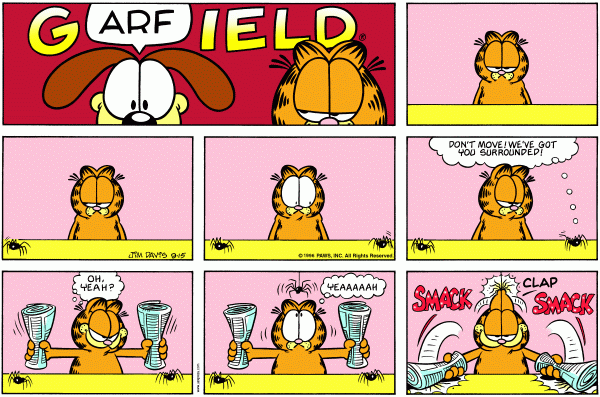 GARFIELD®
ARF
JIM DAVIS 9-15
© 1996 PAWS, INC. All Rights Reserved
DON'T MOVE! WE'VE GOT
YOU SURROUNDED!
OH,
YEAH?
YEAAAAAH
SMACK
CLAP
SMACK